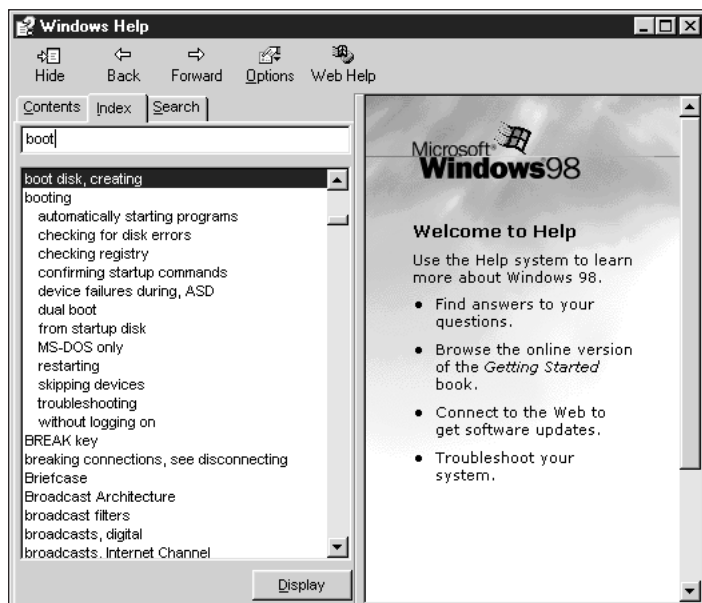 Windows Help
Hide Back Forward Options Web Help
Contents Index Search
boot
boot disk, creating
booting
automatically starting programs
checking for disk errors
checking registry
confirming startup commands
device failures during, ASD
dual boot
from startup disk
MS-DOS only
restarting
skipping devices
troubleshooting
without logging on
BREAK key
breaking connections, see disconnecting
Briefcase
Broadcast Architecture
broadcast filters
broadcasts, digital
broadcasts, Internet Channel
Display
Microsoft
Windows98
Welcome to Help
Use the Help system to learn
more about Windows 98.
• Find answers to your
questions.
• Browse the online version
of the Getting Started
book.
• Connect to the Web to
get software updates.
• Troubleshoot your
system.